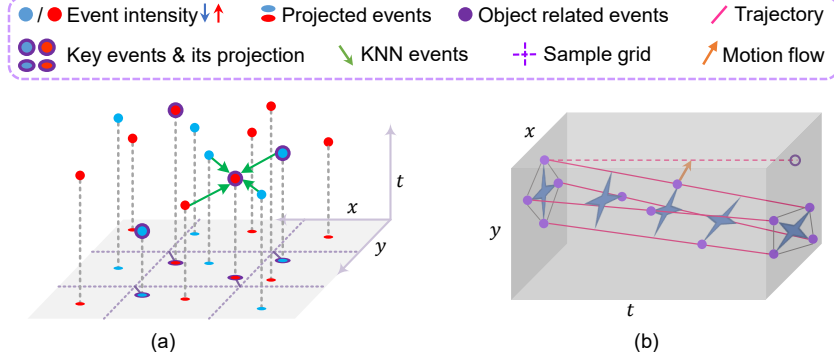 / Event intensity Projected events Object related events Trajectory
Key events & its projection KNN events Sample grid Motion flow
t
x
y
x
y
t
(a) (b)